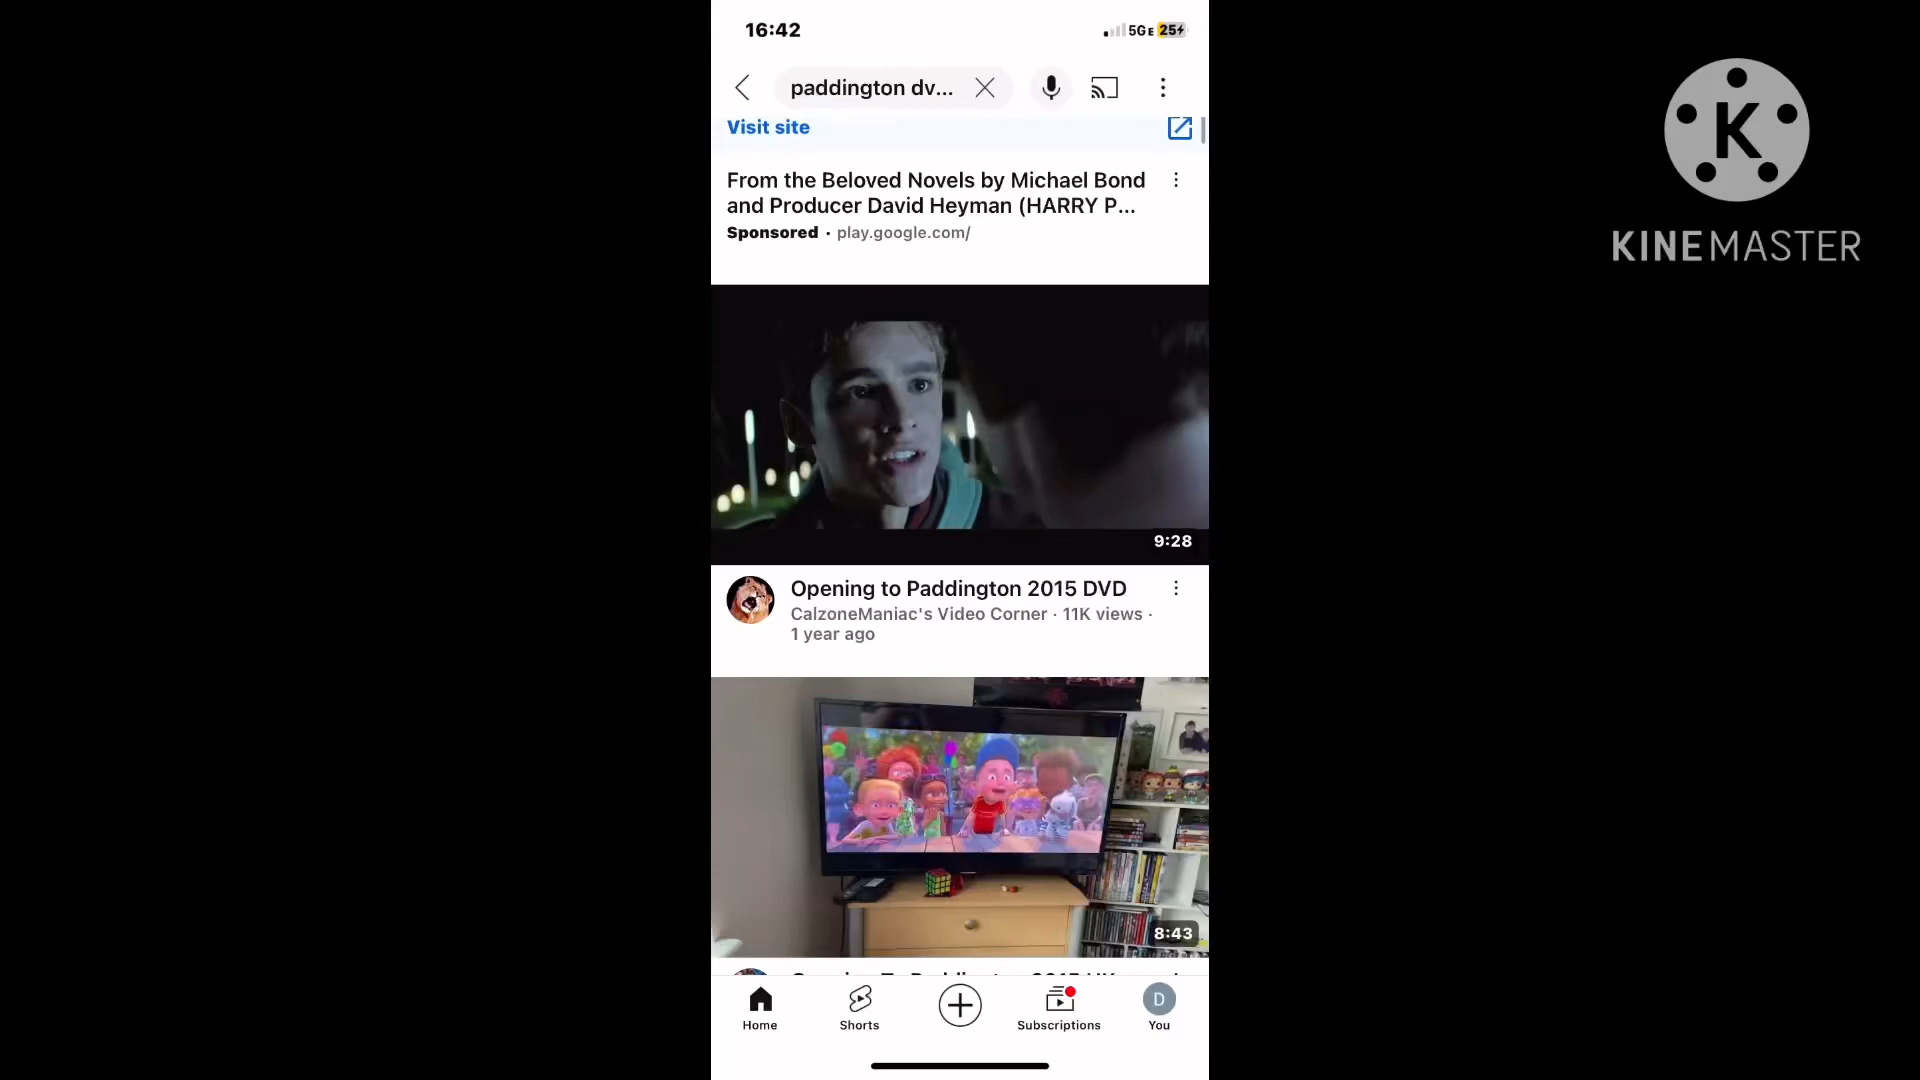 16:42
5GE 25
paddington dv...
Visit site
From the Beloved Novels by Michael Bond
and Producer David Heyman (HARRY P...
Sponsored · play.google.com/
9:28
Opening to Paddington 2015 DVD
CalzoneManiac's Video Corner · 11K views ·
1 year ago
8:43
Home
Shorts
Subscriptions
D
You
K
KINEMASTER